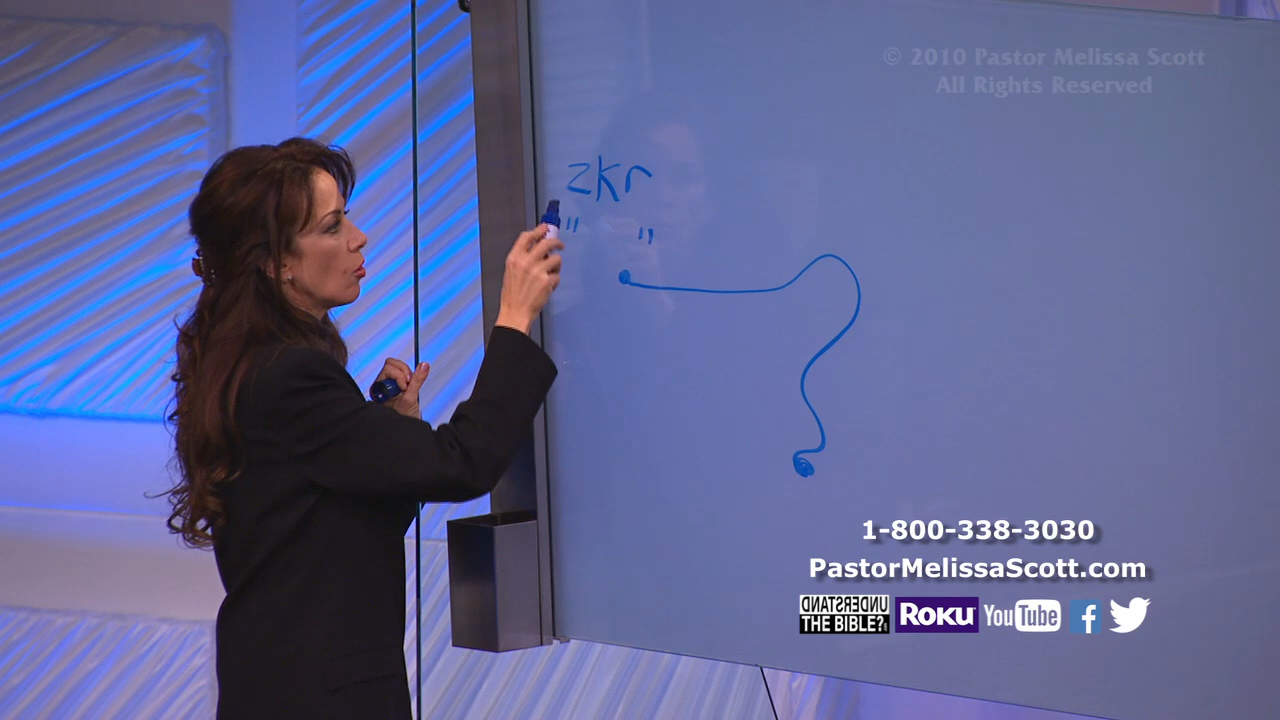 © 2010 Pastor Melissa Scott
All Rights Reserved
zkr
" "
1-800-338-3030
PastorMelissaScott.com
UNDERSTAND
THE BIBLE?
ROKU
YouTube
f